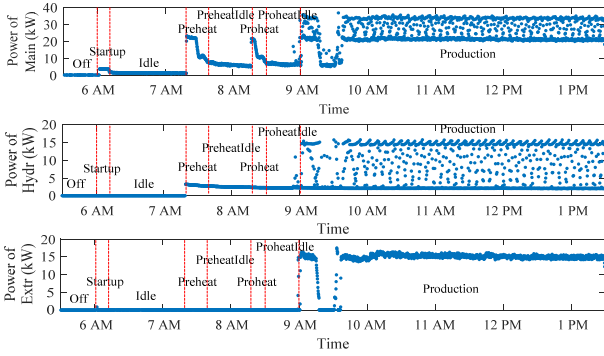 Power of
Main (kW)
40
30
20
10
0
Off
Startup
Idle
Preheat
PreheatIdle
Proheat
ProheatIdle
Production
6 AM 7 AM 8 AM 9 AM 10 AM 11 AM 12 PM 1 PM
Time
Power of
Hydr (kW)
20
15
10
5
0
Off
Startup
Idle
Preheat
PreheatIdle
Proheat
ProheatIdle
Production
6 AM 7 AM 8 AM 9 AM 10 AM 11 AM 12 PM 1 PM
Time
Power of
Extr (kW)
20
15
10
5
0
Off
Startup
Idle
Preheat
PreheatIdle
Proheat
ProheatIdle
Production
6 AM 7 AM 8 AM 9 AM 10 AM 11 AM 12 PM 1 PM
Time